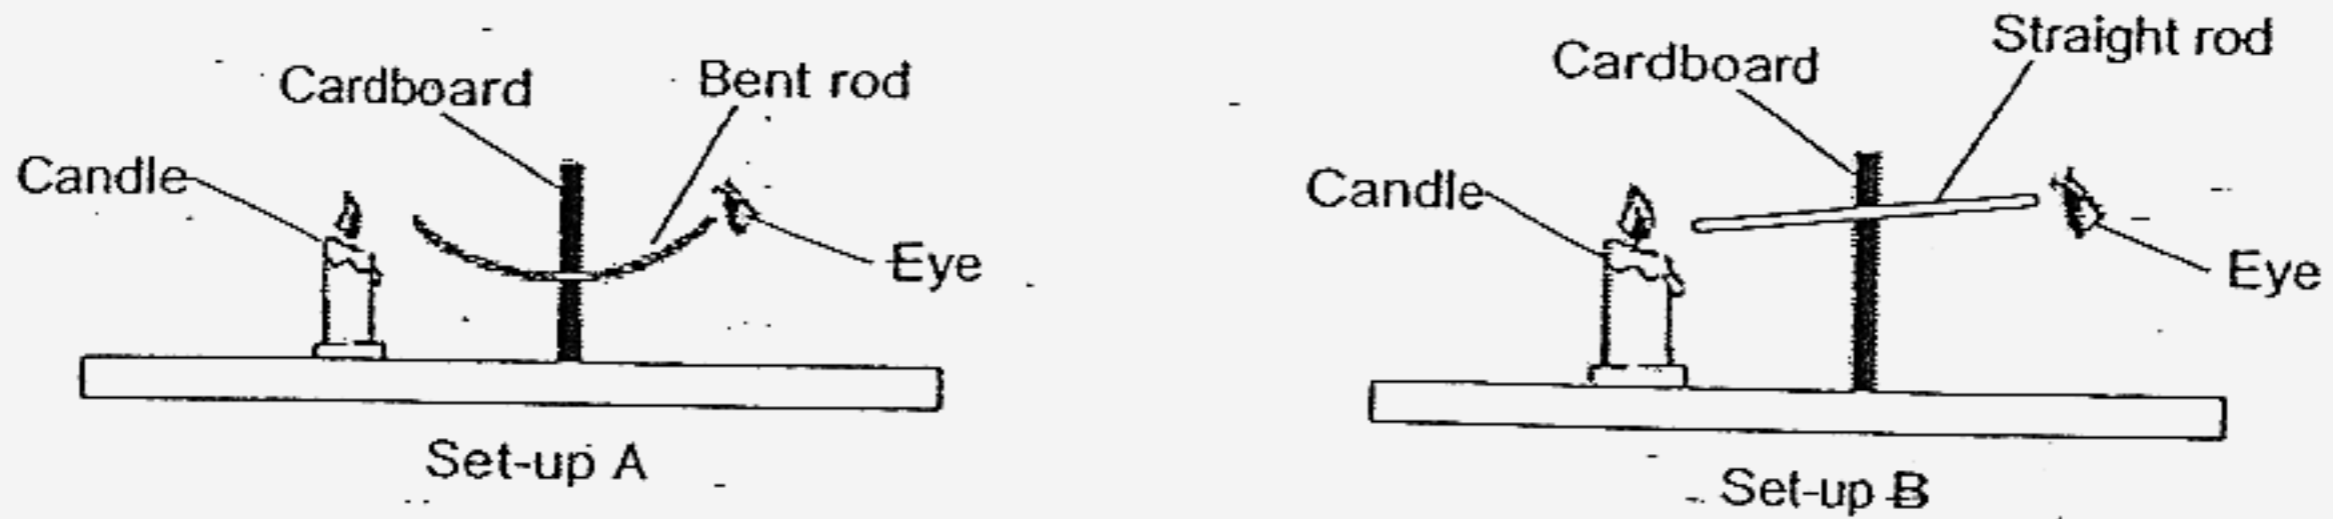 Cardboard
Bent rod
Candle
Eye
Set-up A
Cardboard
Straight rod
Candle
Eye
Set-up B